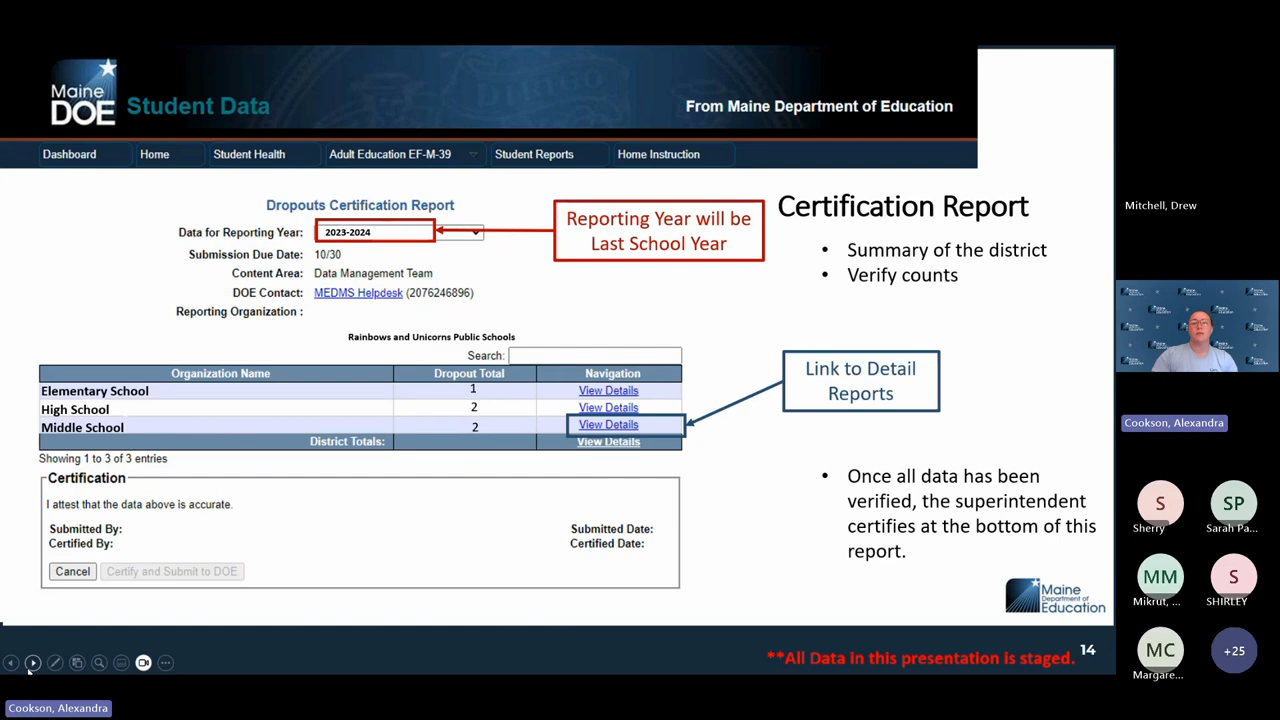 Maine
DOE
Student Data
From Maine Department of Education
Dashboard
Home
Student Health
Adult Education EF-M-39
Student Reports
Home Instruction
Dropouts Certification Report
Data for Reporting Year: 2023-2024
Submission Due Date: 10/30
Content Area: Data Management Team
DOE Contact: MEDMS Helpdesk (2076246896)
Reporting Organization :
Reporting Year will be
Last School Year
Certification Report
• Summary of the district
• Verify counts
Rainbows and Unicorns Public Schools
Search:
Organization Name Dropout Total Navigation
Elementary School 1 View Details
High School 2 View Details
Middle School 2 View Details
District Totals: View Details
Showing 1 to 3 of 3 entries
Link to Detail
Reports
Certification
I attest that the data above is accurate.
Submitted By: Submitted Date:
Certified By: Certified Date:
Cancel Certify and Submit to DOE
• Once all data has been
verified, the superintendent
certifies at the bottom of this
report.
Maine
Department of
Education
**All Data in this presentation is staged.
14
Cookson, Alexandra
Mitchell, Drew
Cookson, Alexandra
S
Sherry
SP
Sarah Pa...
MM
Mikrut, ...
S
SHIRLEY
MC
Margare...
+25